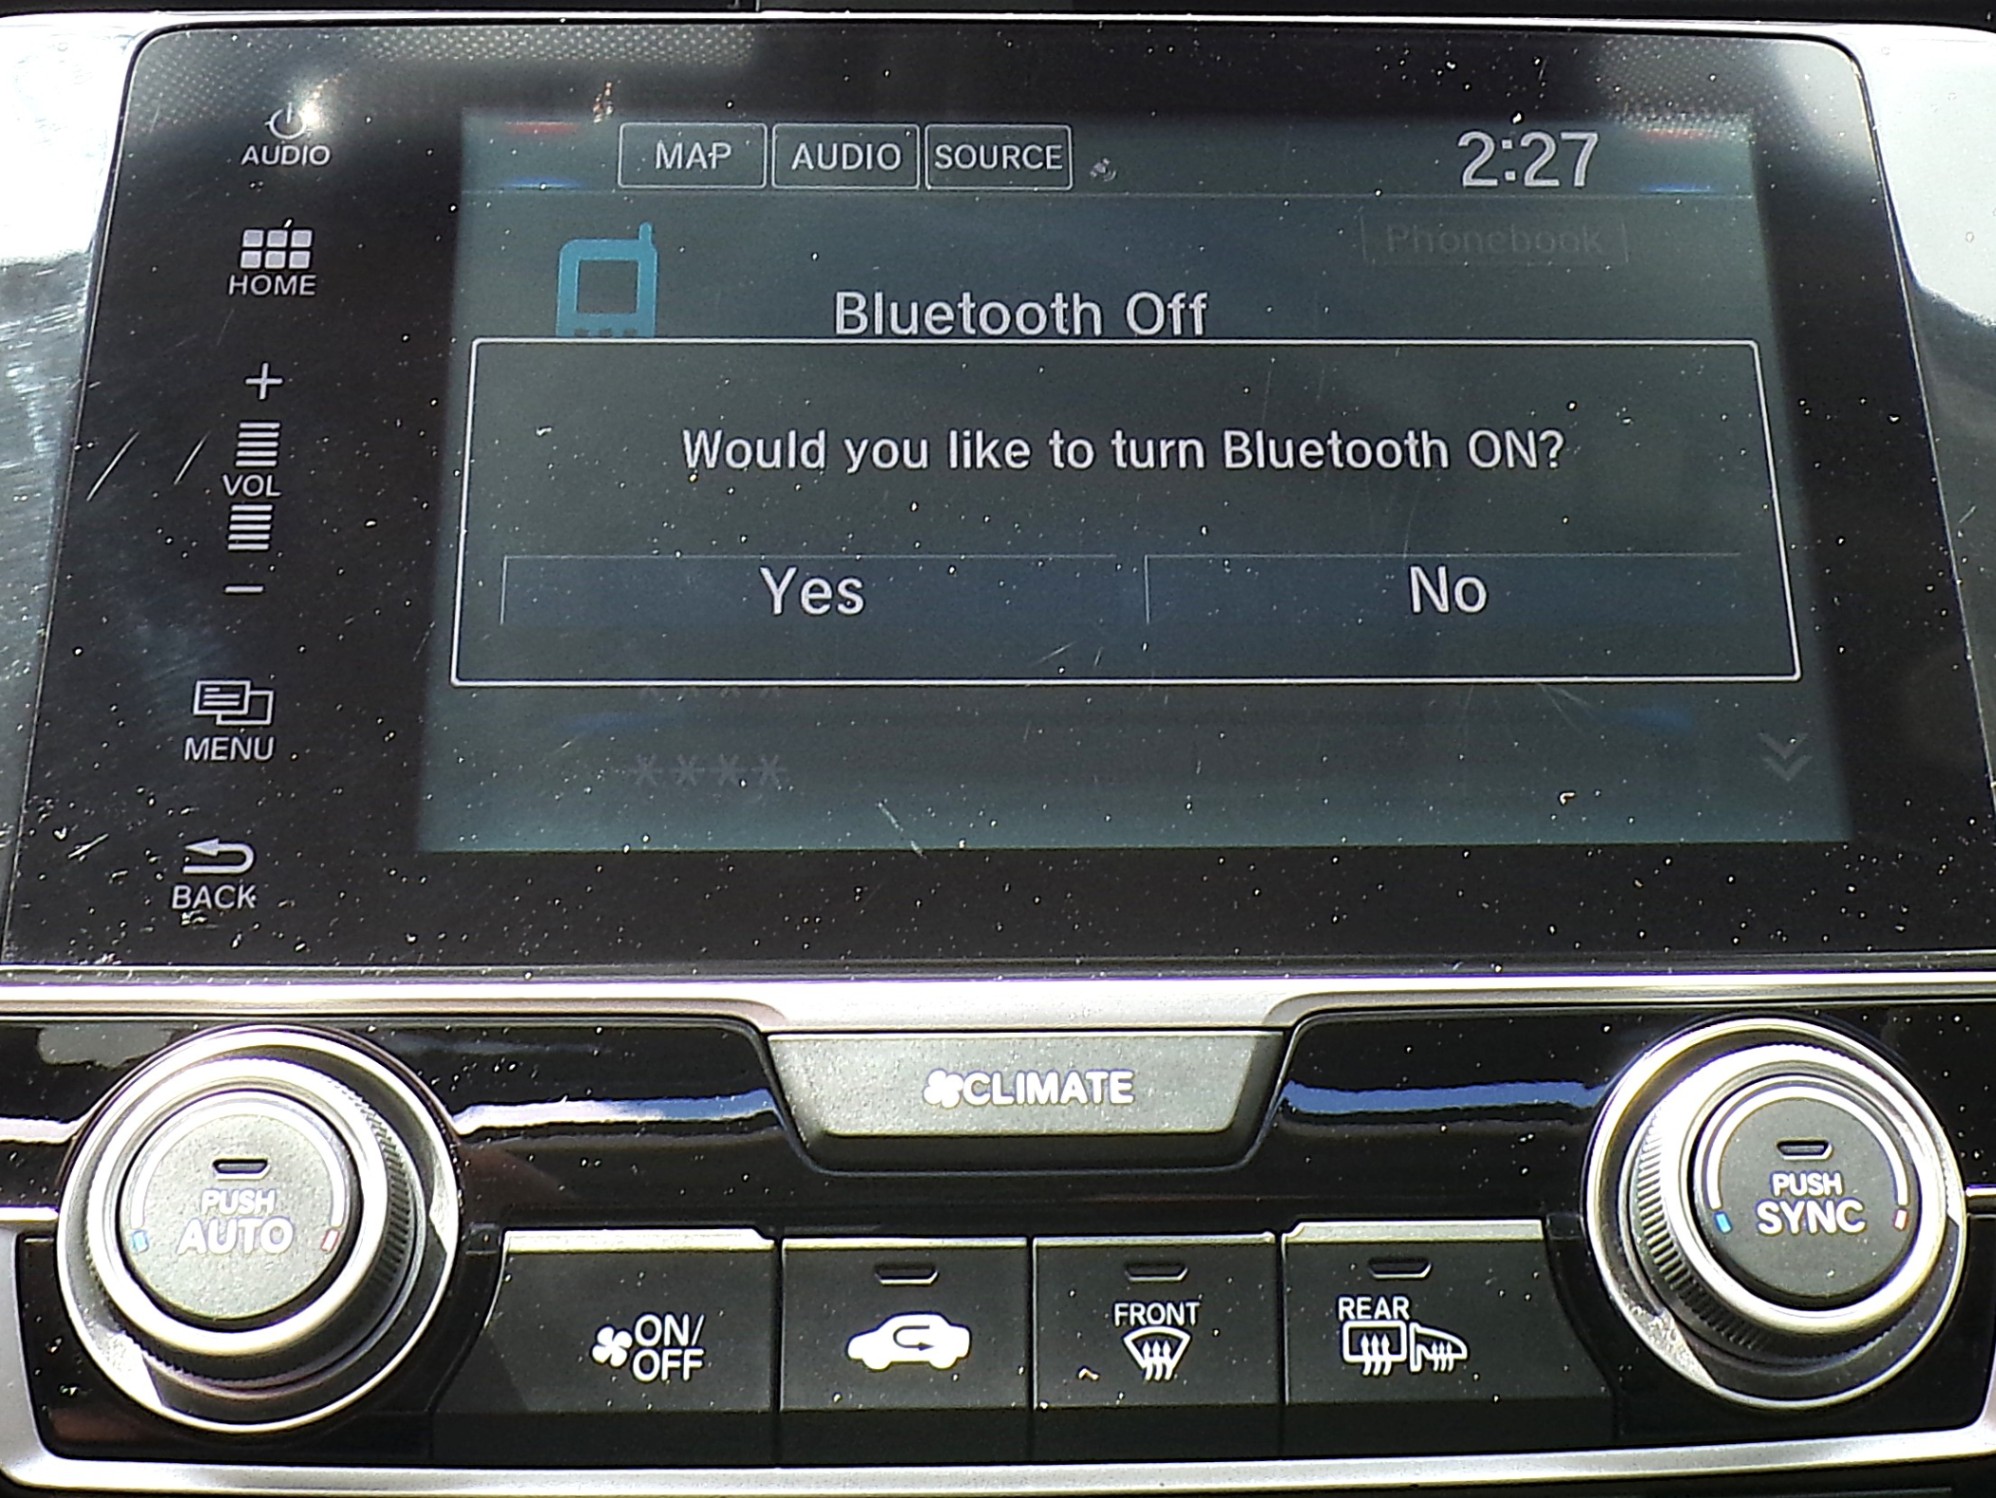 AUDIO
MAP AUDIO SOURCE 2:27
HOME
Phonebook
Bluetooth Off
+
VOL
−
Would you like to turn Bluetooth ON?
Yes No
MENU
****
****
BACK
CLIMATE
PUSH
AUTO
PUSH
SYNC
ON/
OFF
FRONT
REAR